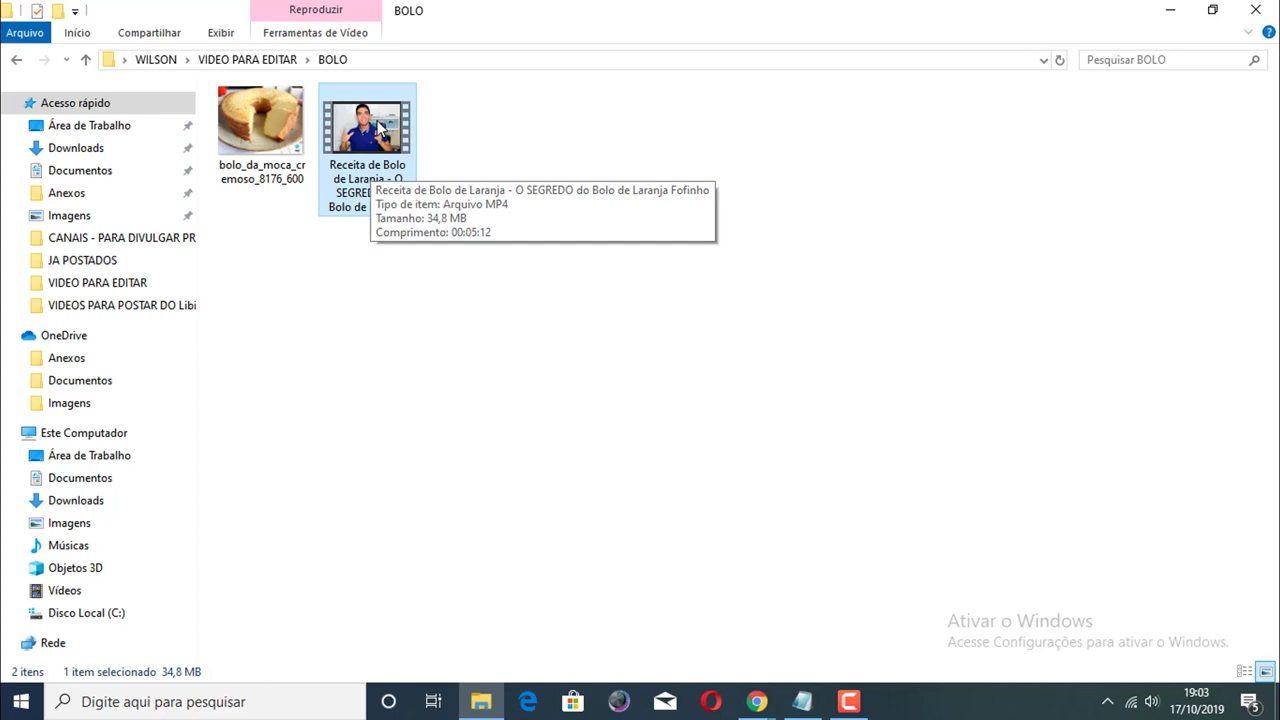 Reproduzir
BOLO
Arquivo
Início
Compartilhar
Exibir
Ferramentas de Vídeo
WILSON
VIDEO PARA EDITAR
BOLO
Pesquisar BOLO
Acesso rápido
Área de Trabalho
Downloads
Documentos
Anexos
Imagens
CANAIS - PARA DIVULGAR PR
JA POSTADOS
VIDEO PARA EDITAR
VIDEOS PARA POSTAR DO Libi
OneDrive
Anexos
Documentos
Imagens
Este Computador
Área de Trabalho
Documentos
Downloads
Imagens
Músicas
Objetos 3D
Vídeos
Disco Local (C:)
Rede
bolo_da_moca_cr
emoso_8176_600
Receita de Bolo
de Laranja - O
SEGRE
Bolo de
Receita de Bolo de Laranja - O SEGREDO do Bolo de Laranja Fofinho
Tipo de item: Arquivo MP4
Tamanho: 34,8 MB
Comprimento: 00:05:12
Ativar o Windows
Acesse Configurações para ativar o Windows.
2 itens
1 item selecionado 34,8 MB
Digite aqui para pesquisar
19:03
17/10/2019
5